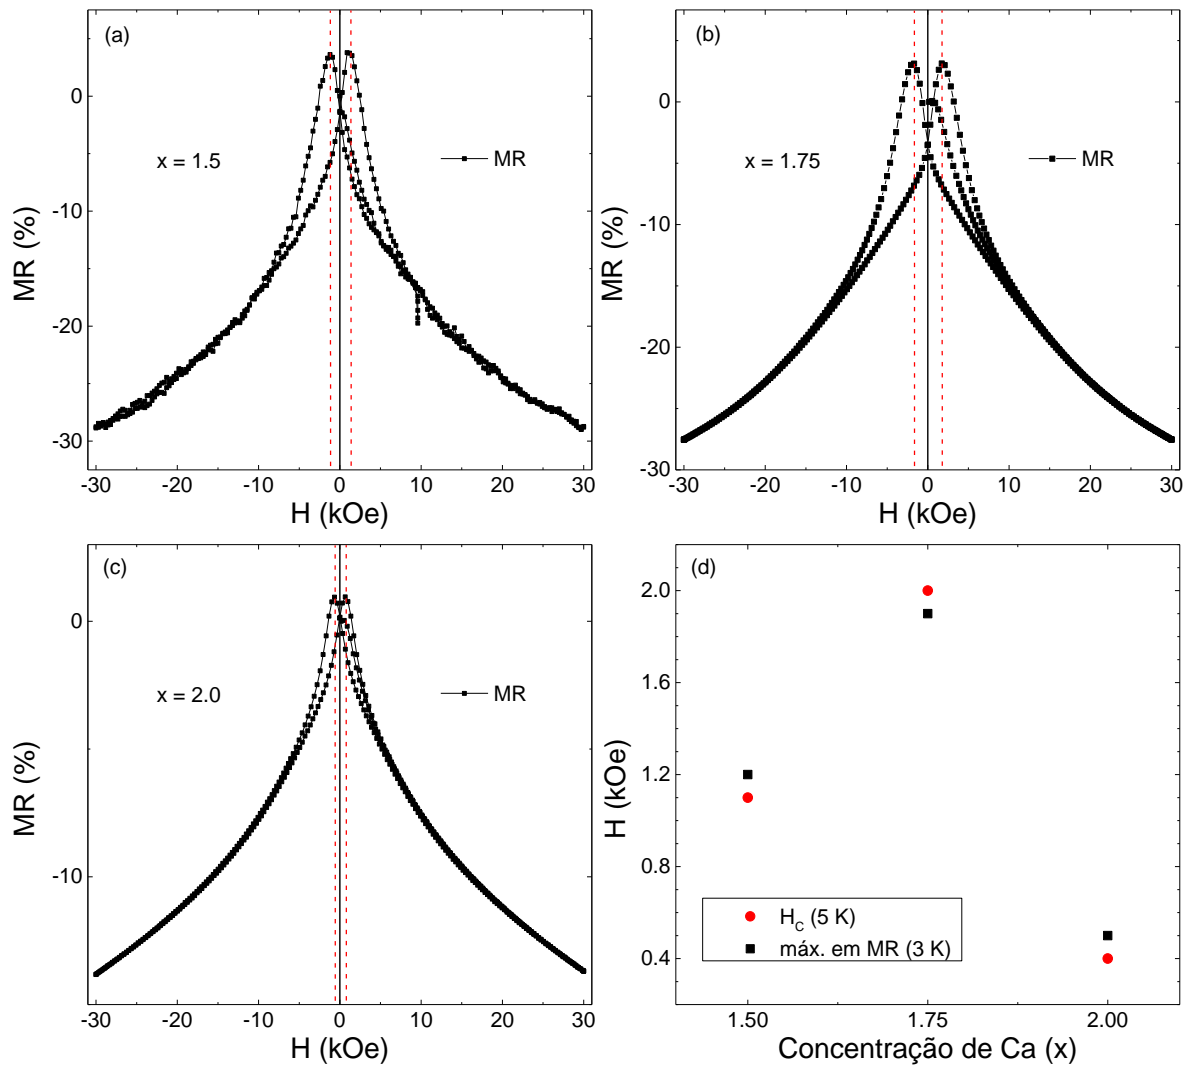 (a)
0
-10
-20
-30
MR (%)
x = 1.5
MR
-30 -20 -10 0 10 20 30
H (kOe)
(b)
0
-10
-20
-30
MR (%)
x = 1.75
MR
-30 -20 -10 0 10 20 30
H (kOe)
(c)
0
-10
MR (%)
x = 2.0
MR
-30 -20 -10 0 10 20 30
H (kOe)
(d)
2.0
1.6
1.2
0.8
0.4
H (kOe)
H_C (5 K)
máx. em MR (3 K)
1.50 1.75 2.00
Concentração de Ca (x)